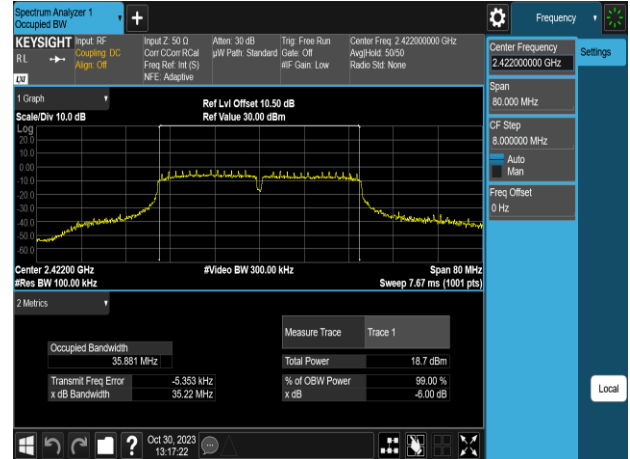 Spectrum Analyzer 1
Occupied BW
+
Frequency
KEYSIGHT
RL
LXI
Input: RF
Coupling: DC
Align: Off
Input Z: 50 Ω
Corr CCorr RCal
Freq Ref: Int (S)
NFE: Adaptive
Atten: 30 dB
µW Path: Standard
Trig: Free Run
Gate: Off
#IF Gain: Low
Center Freq: 2.422000000 GHz
Avg|Hold: 50/50
Radio Std: None
Center Frequency
2.422000000 GHz
Settings
Span
80.000 MHz
CF Step
8.000000 MHz
Auto
Man
Freq Offset
0 Hz
Local
1 Graph
Scale/Div 10.0 dB
Ref Lvl Offset 10.50 dB
Ref Value 30.00 dBm
Log
20.0
10.0
0.00
-10.0
-20.0
-30.0
-40.0
-50.0
-60.0
Center 2.42200 GHz
#Res BW 100.00 kHz
#Video BW 300.00 kHz
Span 80 MHz
Sweep 7.67 ms (1001 pts)
2 Metrics
Measure Trace
Trace 1
Occupied Bandwidth
35.881 MHz
Total Power
18.7 dBm
Transmit Freq Error
-5.353 kHz
% of OBW Power
99.00 %
x dB Bandwidth
35.22 MHz
x dB
-6.00 dB
?
Oct 30, 2023
13:17:22